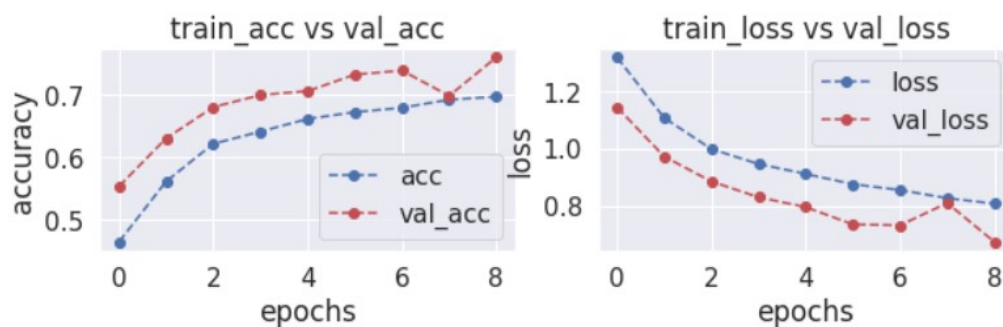 train_acc vs val_acc
accuracy
0.7
0.6
0.5
acc
val_acc
0 2 4 6 8
epochs
train_loss vs val_loss
loss
1.2
1.0
0.8
loss
val_loss
0 2 4 6 8
epochs